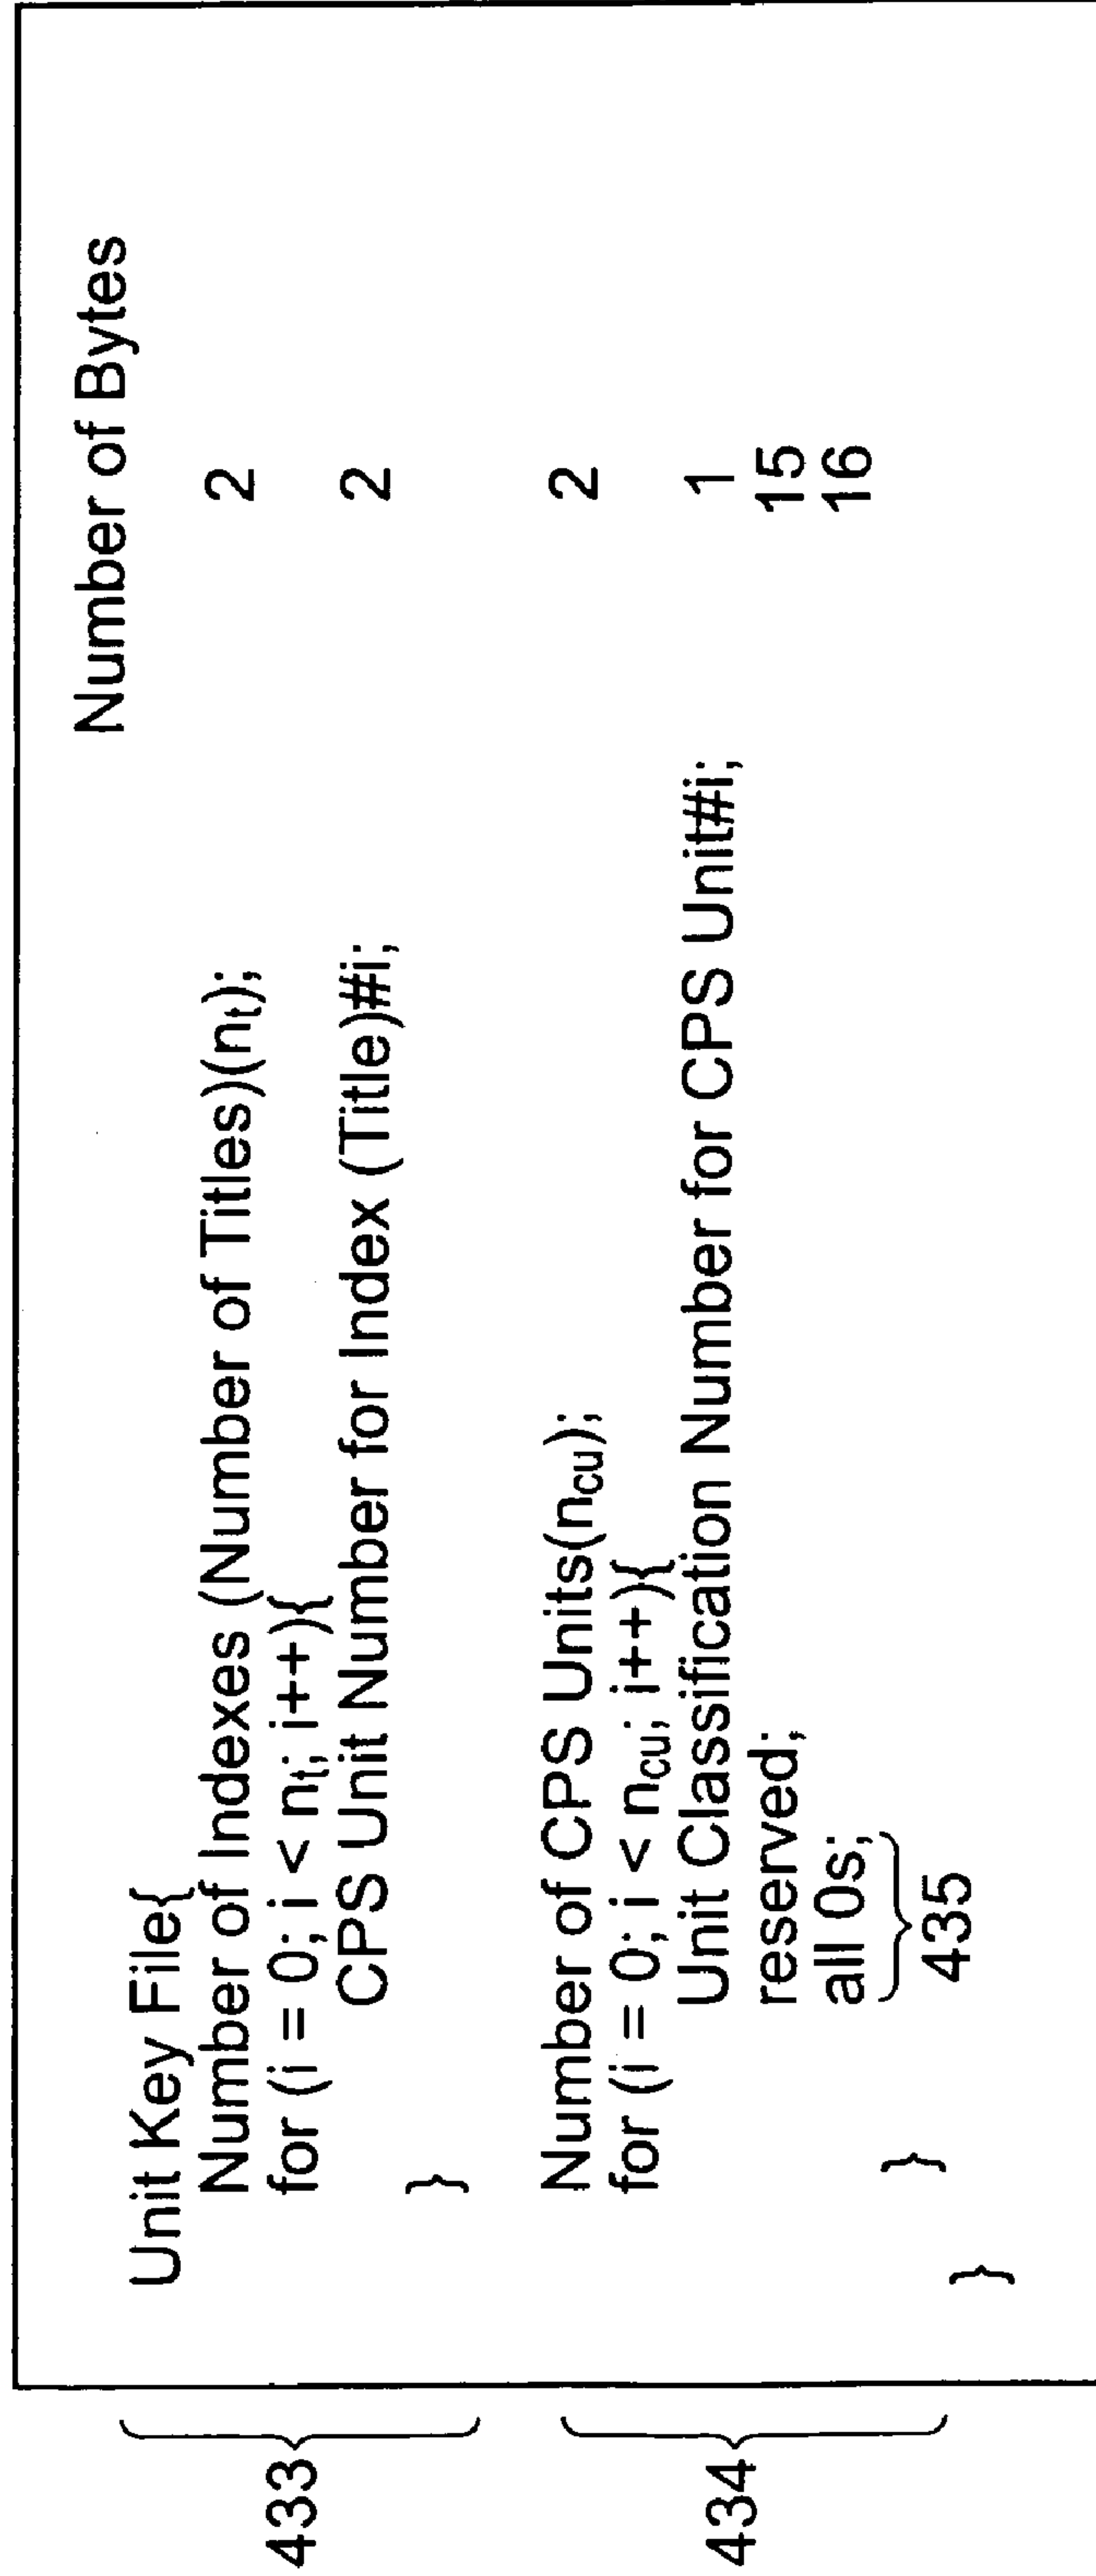 Number of Bytes
Unit Key File{
Number of Indexes (Number of Titles)(nt); 2
for (i = 0; i < nt; i++){
CPS Unit Number for Index (Title)#i; 2
}
433
Number of CPS Units(ncu); 2
for (i = 0; i < ncu; i++){
Unit Classification Number for CPS Unit#i; 1
reserved; 15
all 0s; 16
435
}
434
}